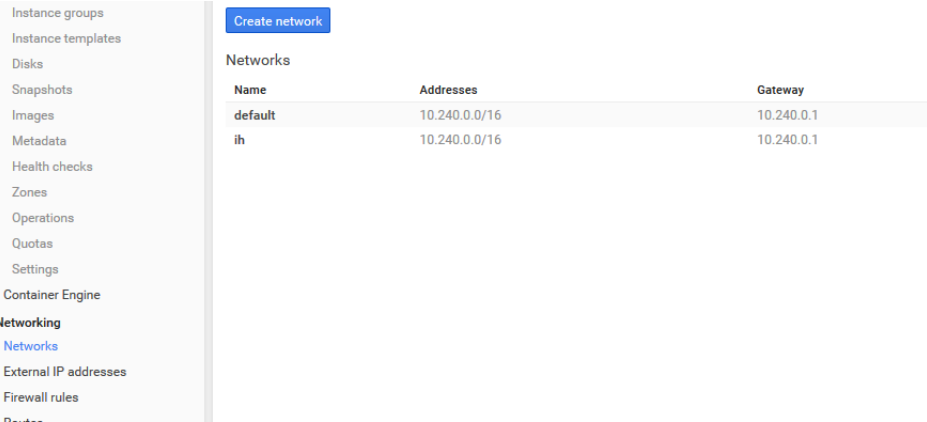 Instance groups
Instance templates
Disks
Snapshots
Images
Metadata
Health checks
Zones
Operations
Quotas
Settings
Container Engine
Networking
Networks
External IP addresses
Firewall rules
Routes
Create network
Networks
Name Addresses Gateway
default 10.240.0.0/16 10.240.0.1
ih 10.240.0.0/16 10.240.0.1